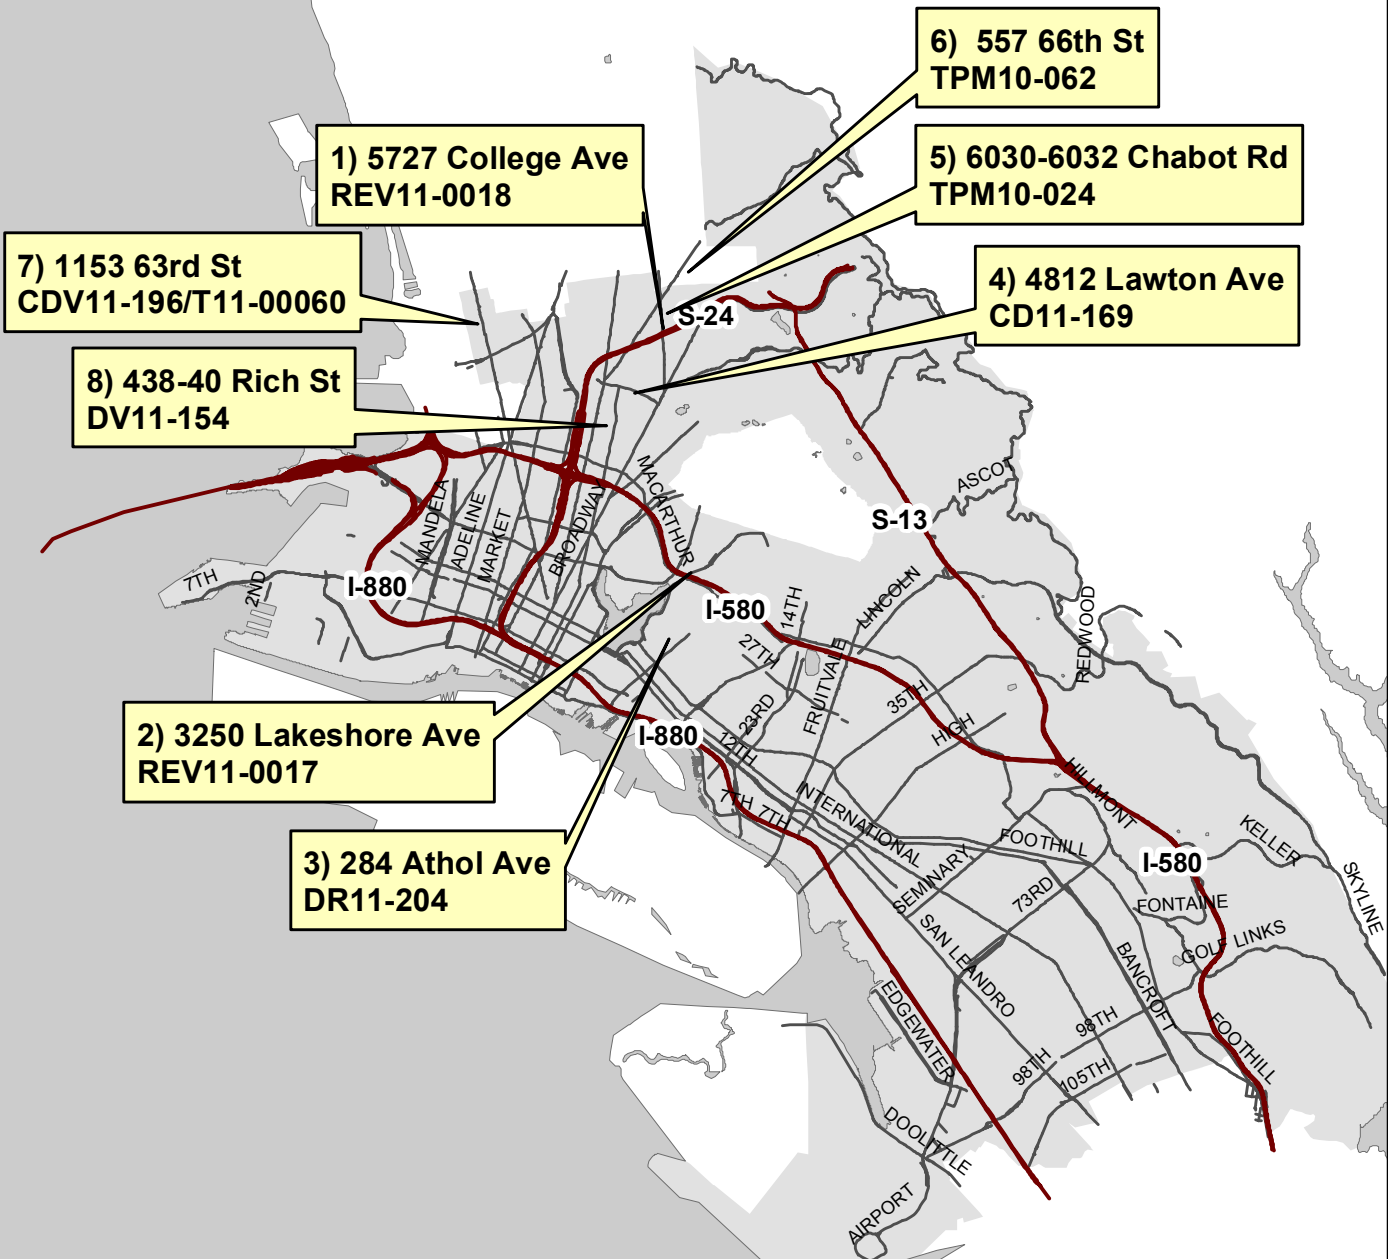 6)  557 66th St
TPM10-062
1) 5727 College Ave
REV11-0018
5) 6030-6032 Chabot Rd
TPM10-024
7) 1153 63rd St
CDV11-196/T11-00060
4) 4812 Lawton Ave
CD11-169
S-24
8) 438-40 Rich St
DV11-154
MACARTHUR
ASCOT
MANDELA
ADELINE
MARKET
BROADWAY
S-13
7TH
2ND
I-880
I-580
14TH
LINCOLN
REDWOOD
27TH
FRUITVALE
35TH
23RD
HIGH
2) 3250 Lakeshore Ave
REV11-0017
I-880
12TH
HILLMONT
7TH
7TH
INTERNATIONAL
FOOTHILL
KELLER
3) 284 Athol Ave
DR11-204
SEMINARY
73RD
I-580
SKYLINE
FONTAINE
SAN LEANDRO
GOLF LINKS
BANCROFT
EDGEWATER
98TH
FOOTHILL
98TH
105TH
DOOLITTLE
AIRPORT